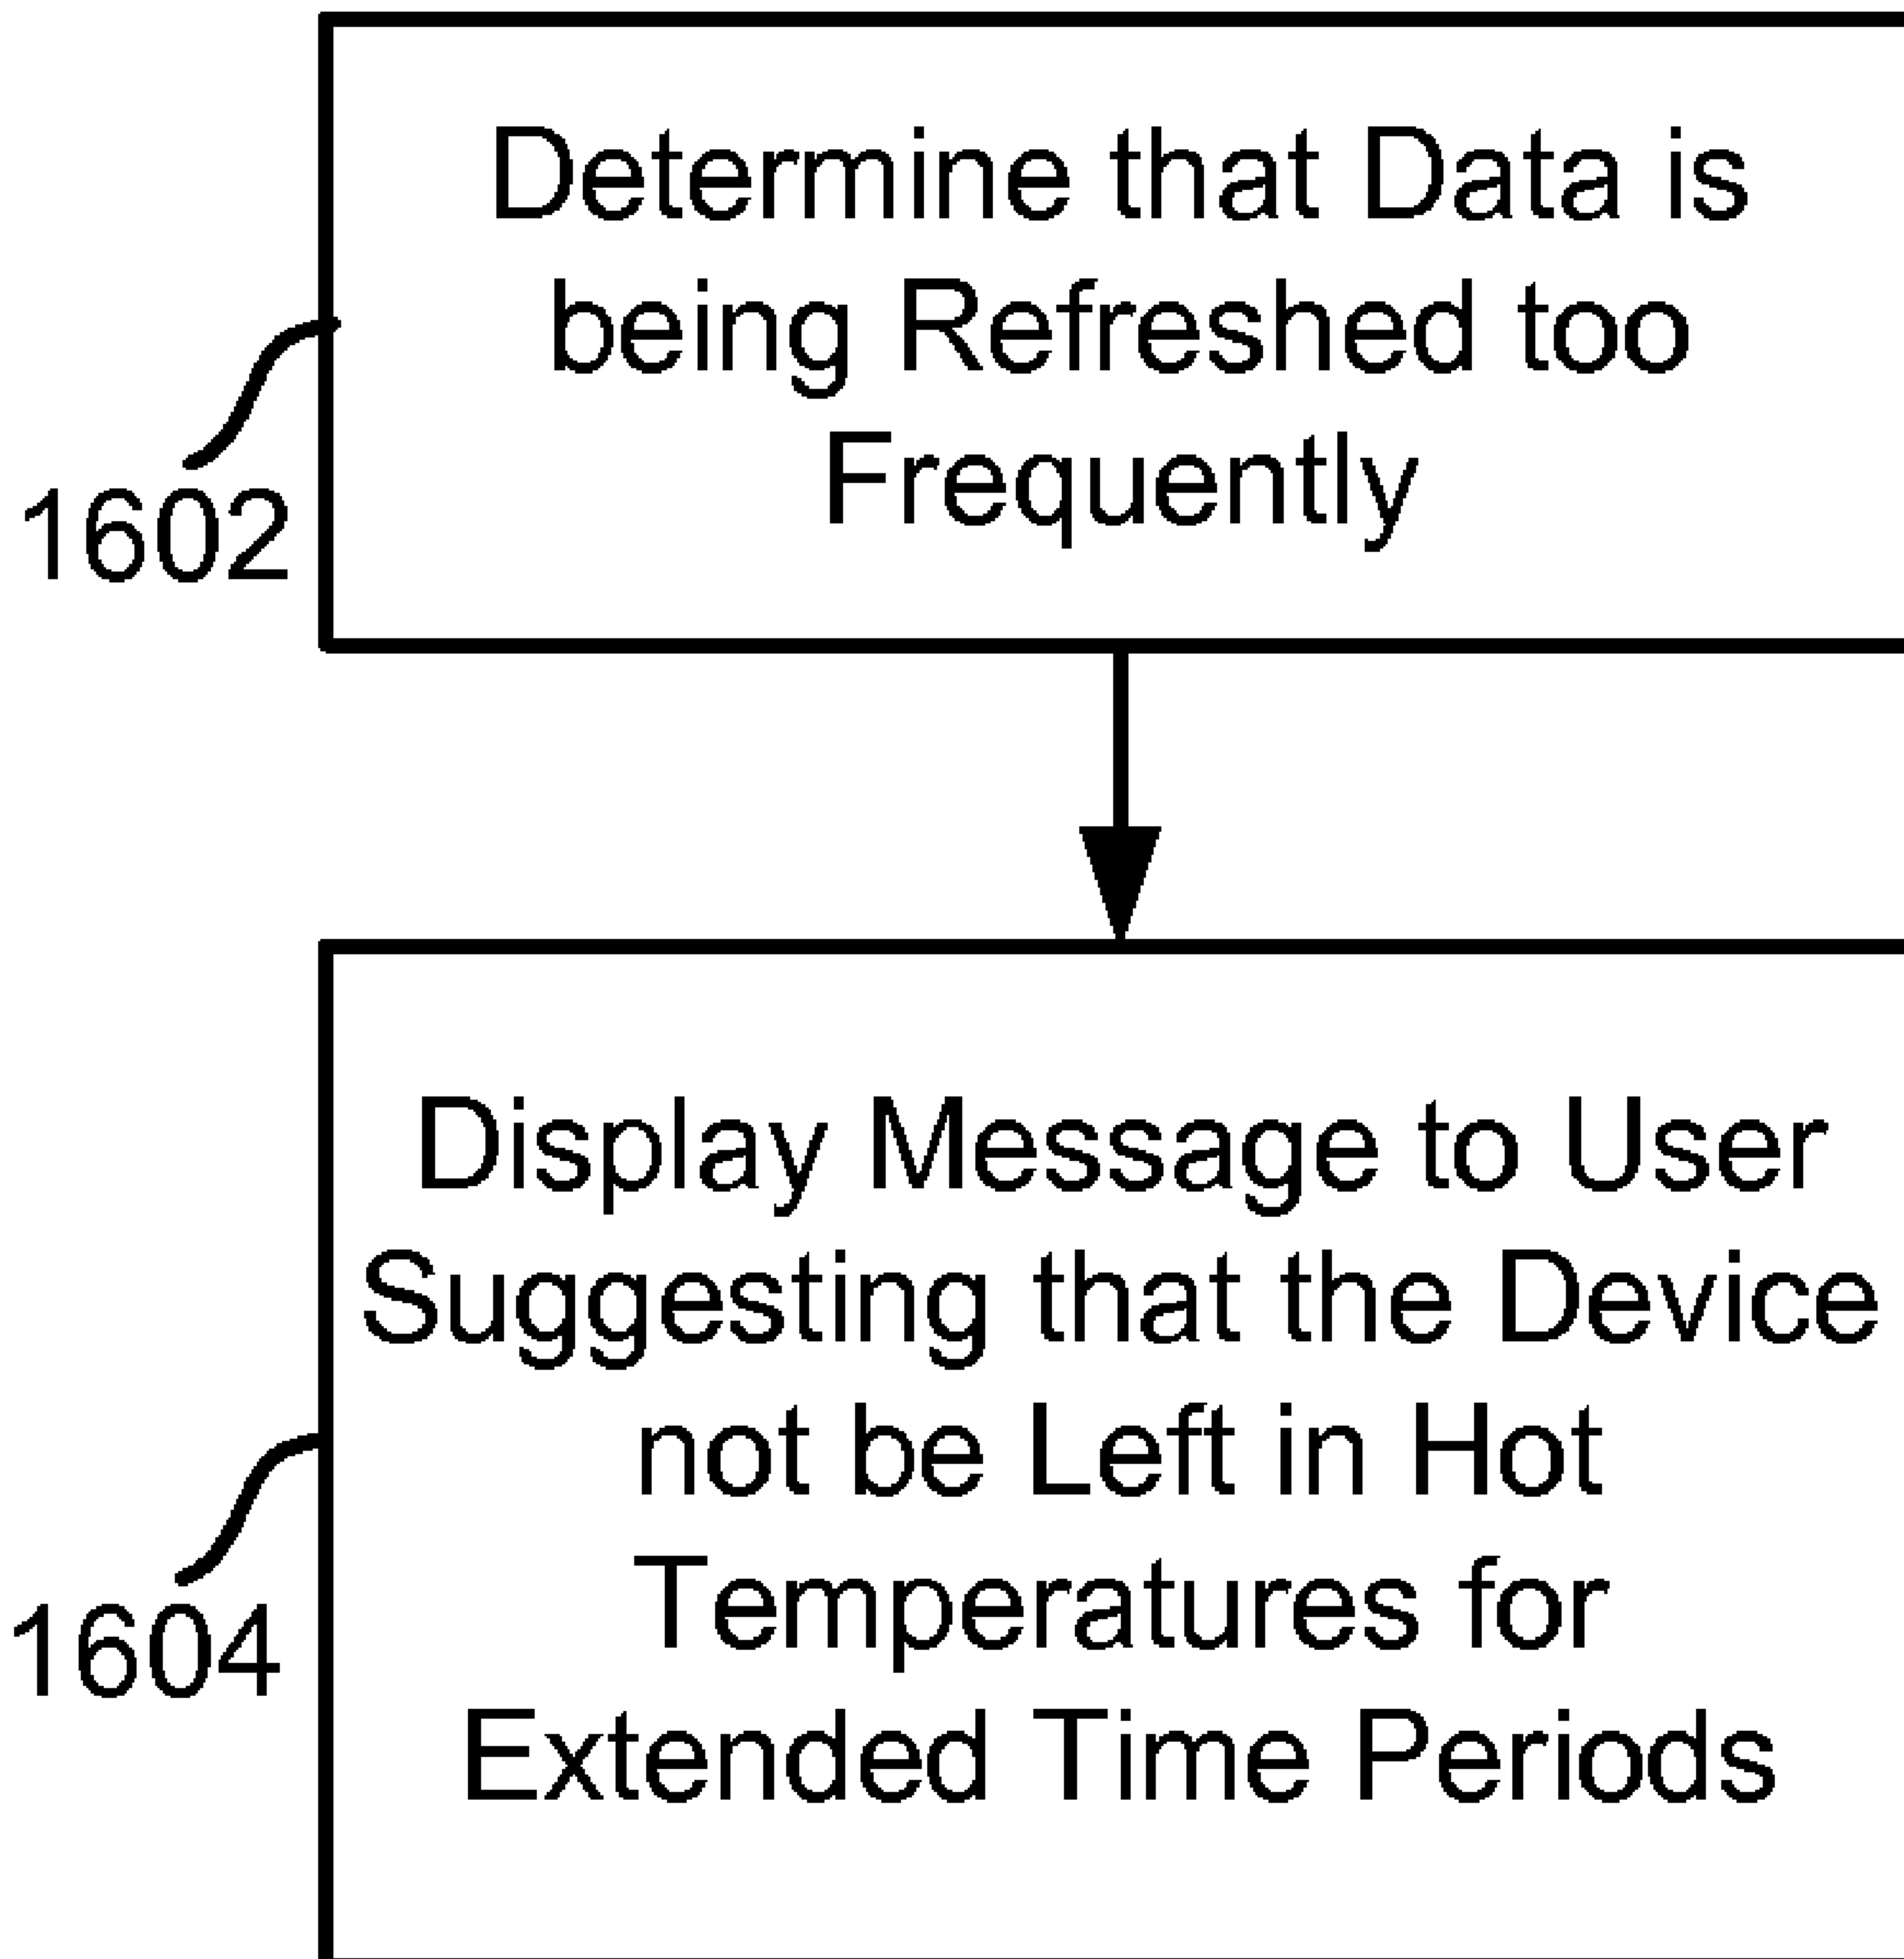 Determine that Data is
being Refreshed too
Frequently
1602
Display Message to User
Suggesting that the Device
not be Left in Hot
Temperatures for
Extended Time Periods
1604